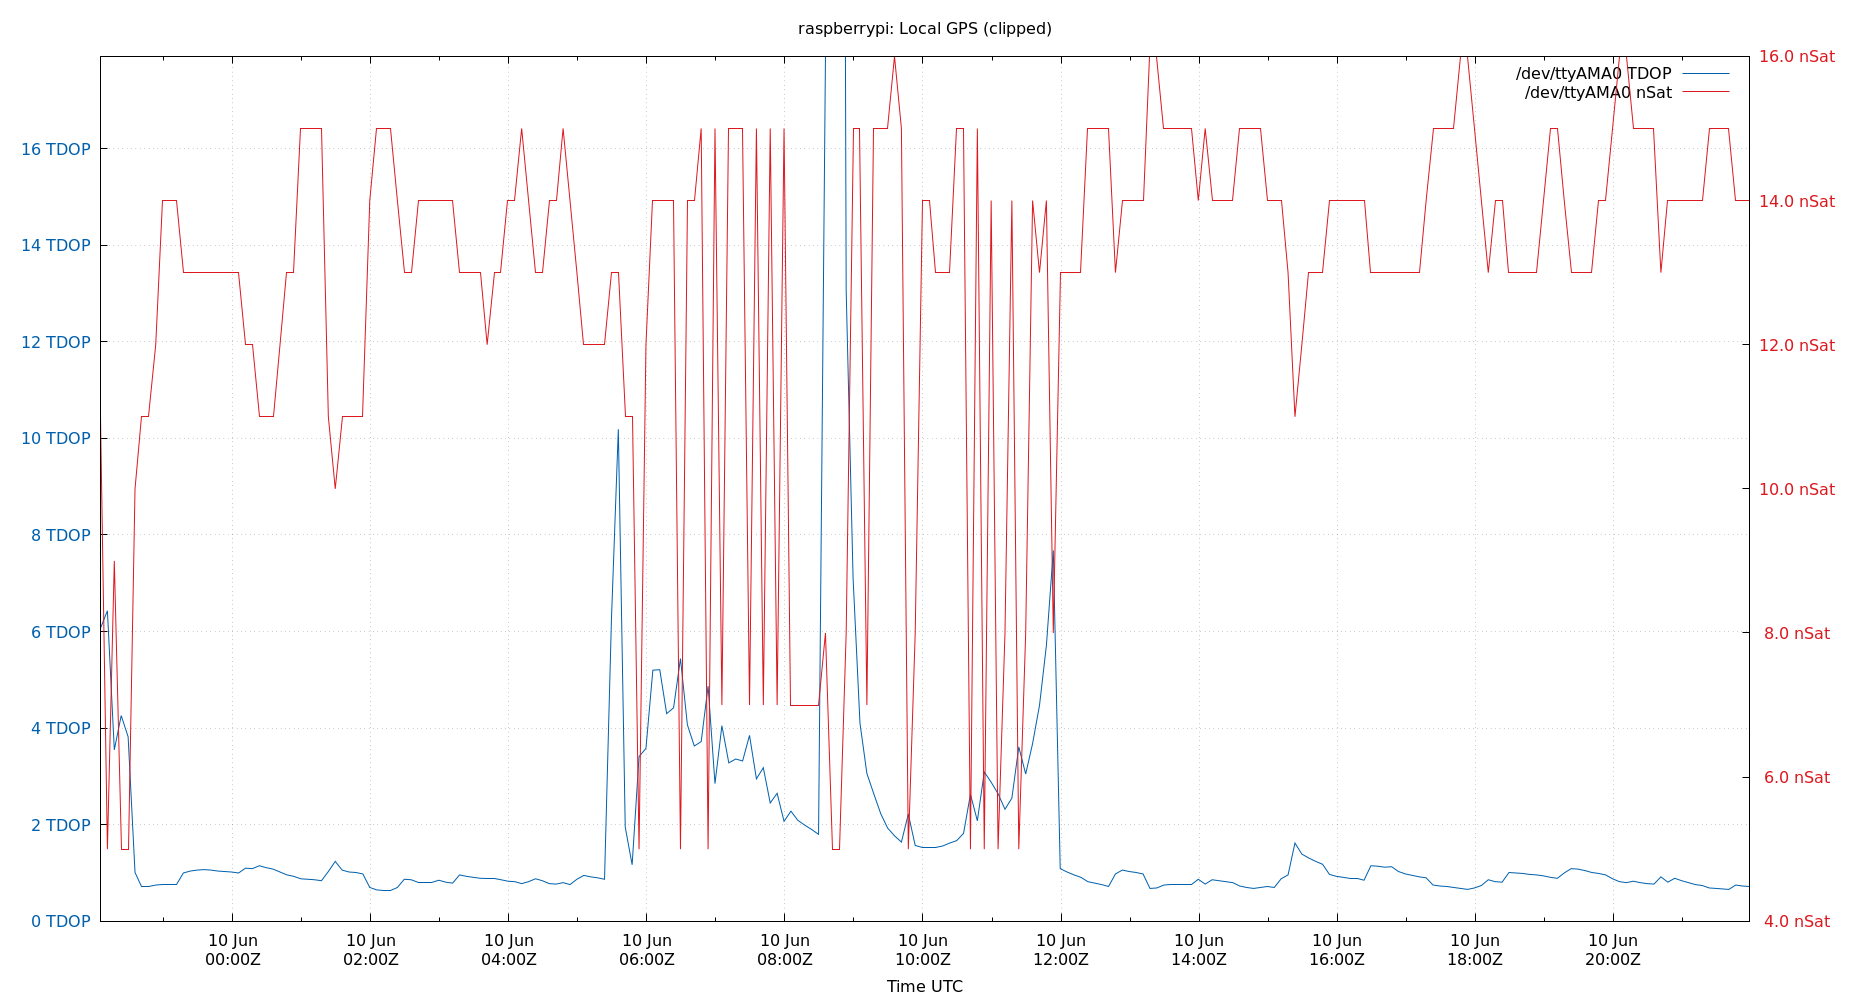 raspberrypi: Local GPS (clipped)
/dev/ttyAMA0 TDOP
/dev/ttyAMA0 nSat
16 TDOP
14 TDOP
12 TDOP
10 TDOP
8 TDOP
6 TDOP
4 TDOP
2 TDOP
0 TDOP
16.0 nSat
14.0 nSat
12.0 nSat
10.0 nSat
8.0 nSat
6.0 nSat
4.0 nSat
10 Jun
00:00Z
10 Jun
02:00Z
10 Jun
04:00Z
10 Jun
06:00Z
10 Jun
08:00Z
10 Jun
10:00Z
10 Jun
12:00Z
10 Jun
14:00Z
10 Jun
16:00Z
10 Jun
18:00Z
10 Jun
20:00Z
Time UTC